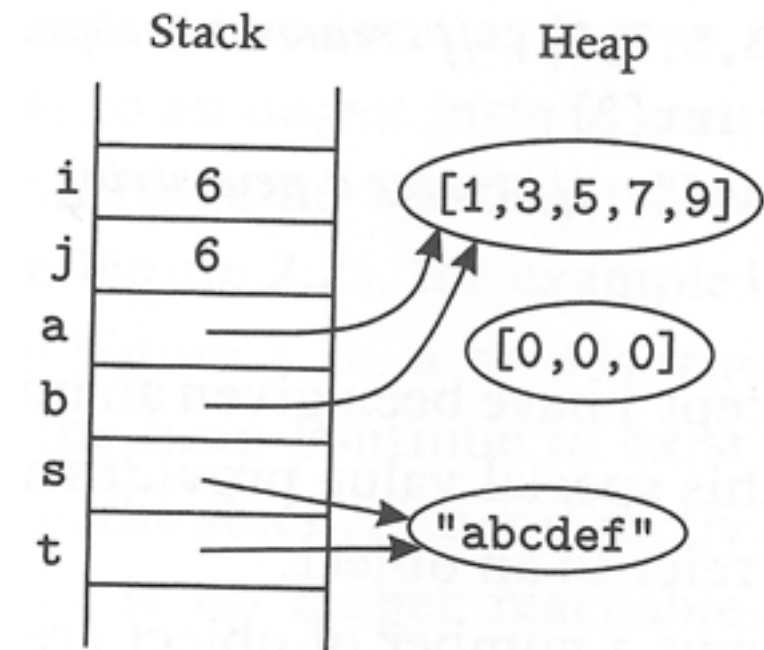 Stack
Heap
i 6
[1,3,5,7,9]
j 6
a
[0,0,0]
b
s
"abcdef"
t